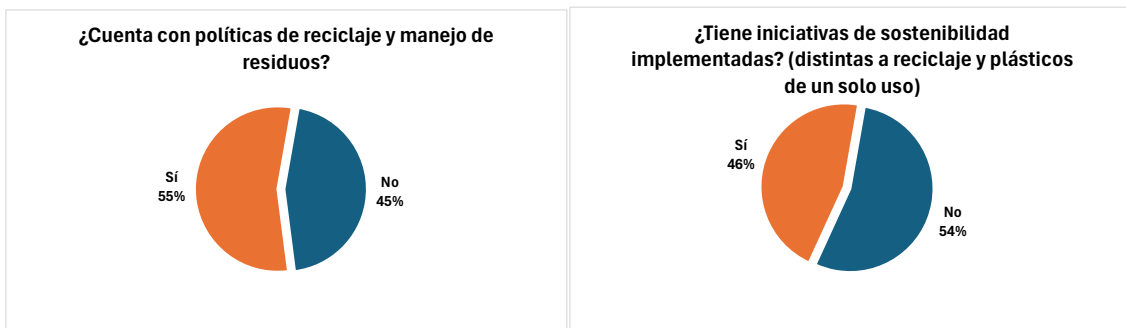 ¿Cuenta con políticas de reciclaje y manejo de
residuos?
Sí
55%
No
45%
¿Tiene iniciativas de sostenibilidad
implementadas? (distintas a reciclaje y plásticos
de un solo uso)
Sí
46%
No
54%